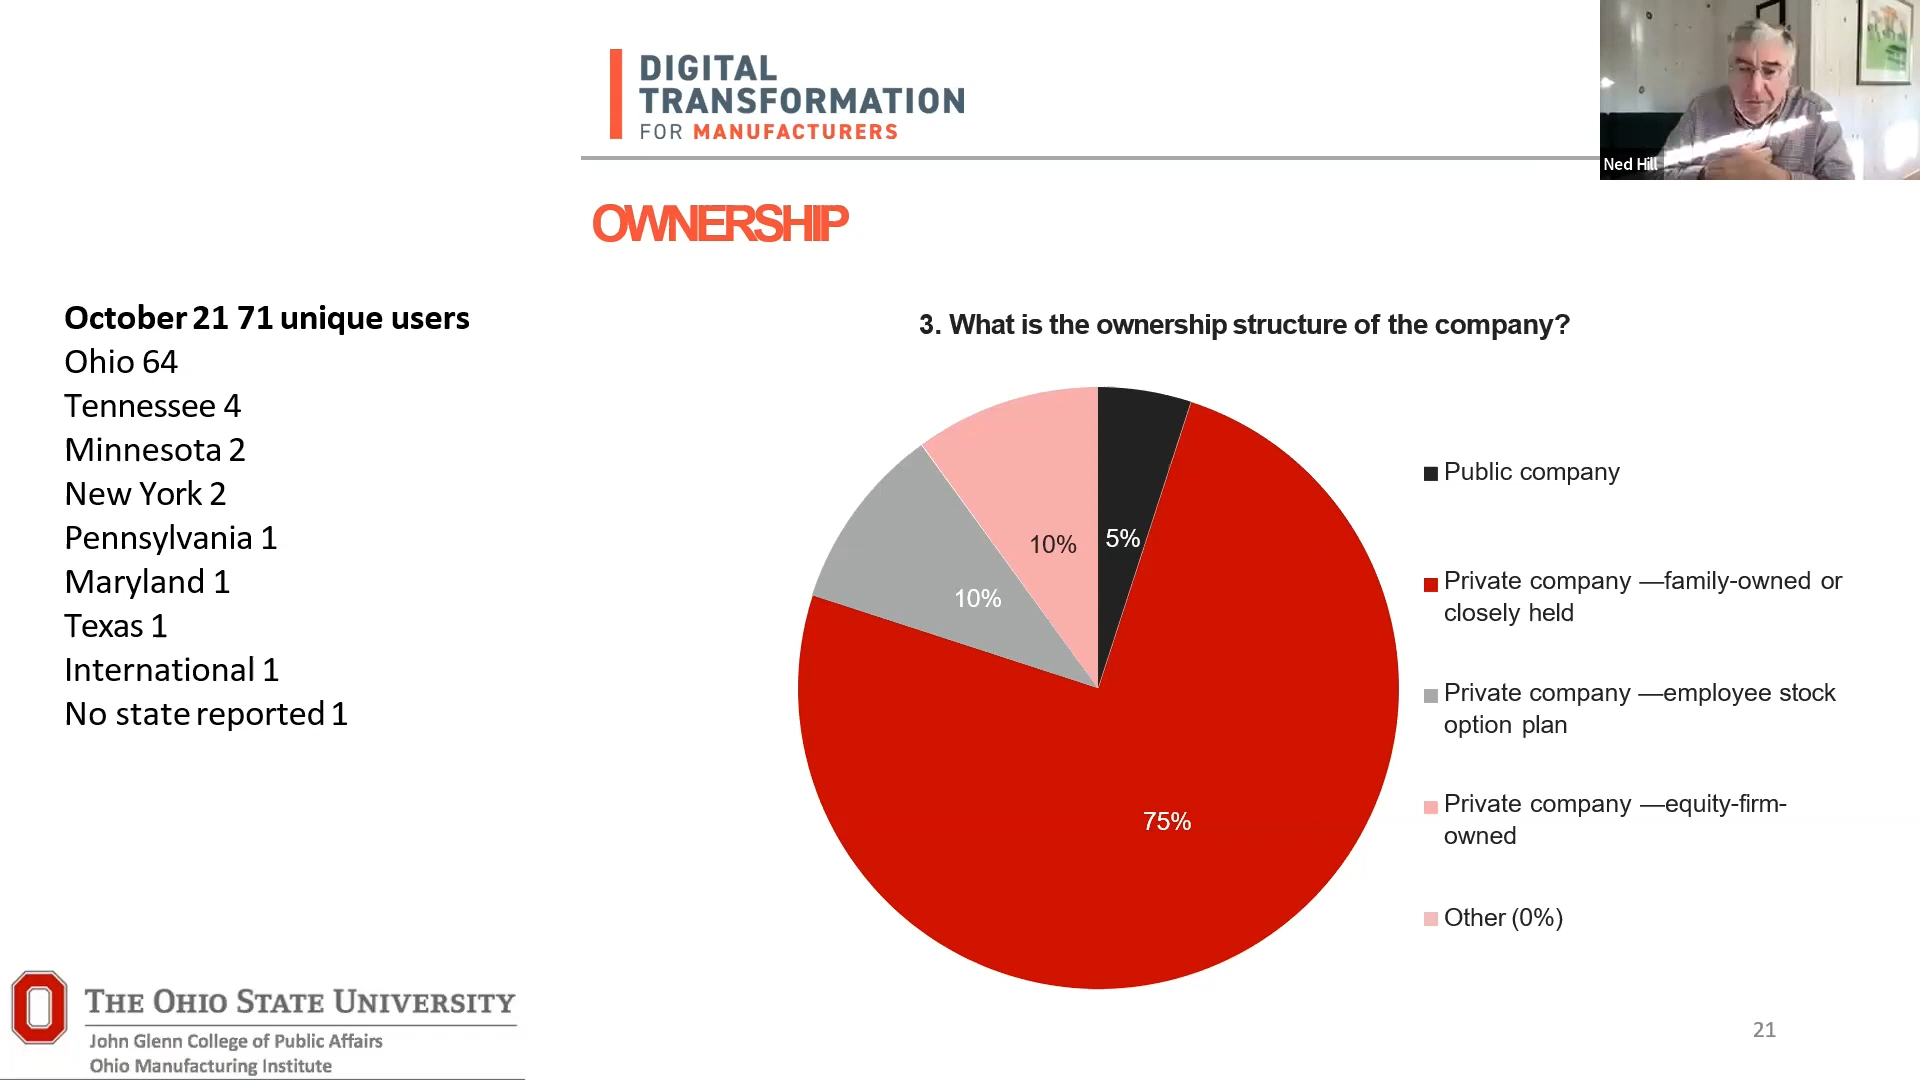 DIGITAL
TRANSFORMATION
FOR MANUFACTURERS
Ned Hill
OWNERSHIP
October 21 71 unique users
Ohio 64
Tennessee 4
Minnesota 2
New York 2
Pennsylvania 1
Maryland 1
Texas 1
International 1
No state reported 1
3. What is the ownership structure of the company?
5%
10%
10%
75%
Public company
Private company —family-owned or
closely held
Private company —employee stock
option plan
Private company —equity-firm-
owned
Other (0%)
THE OHIO STATE UNIVERSITY
John Glenn College of Public Affairs
Ohio Manufacturing Institute
21